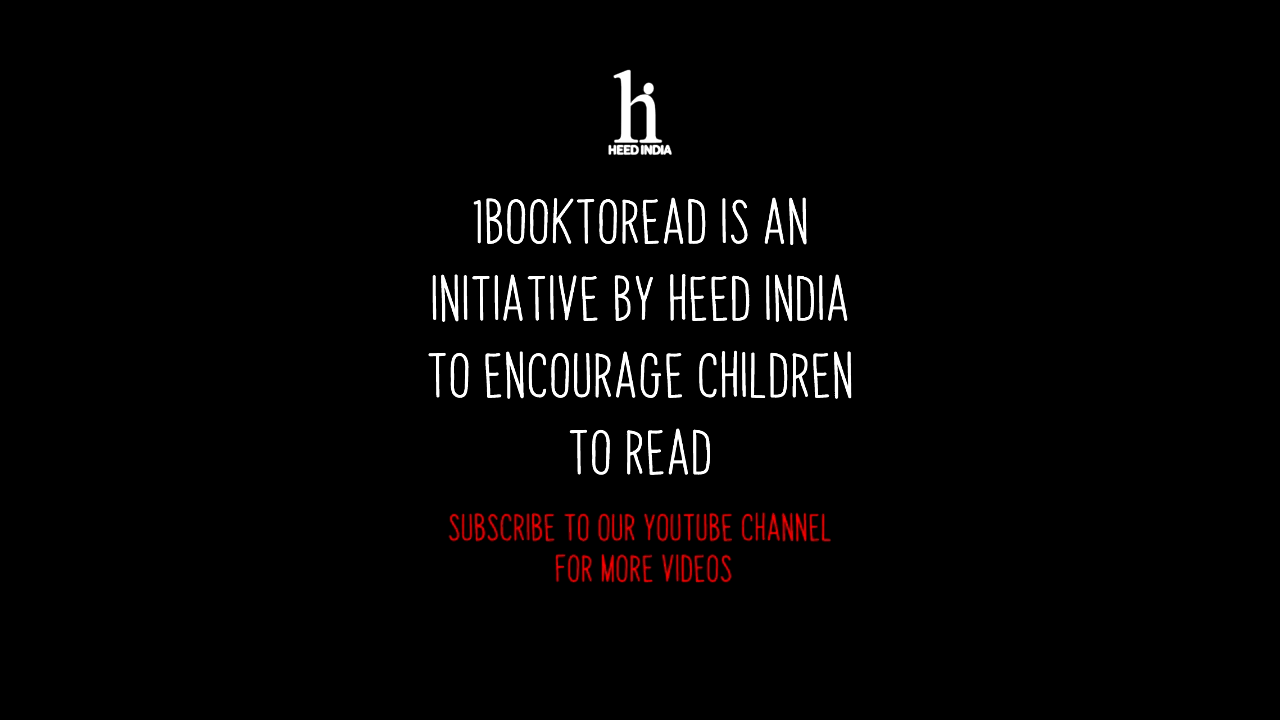 hi
HEED INDIA
1BOOKTOREAD IS AN
INITIATIVE BY HEED INDIA
TO ENCOURAGE CHILDREN
TO READ
SUBSCRIBE TO OUR YOUTUBE CHANNEL
FOR MORE VIDEOS